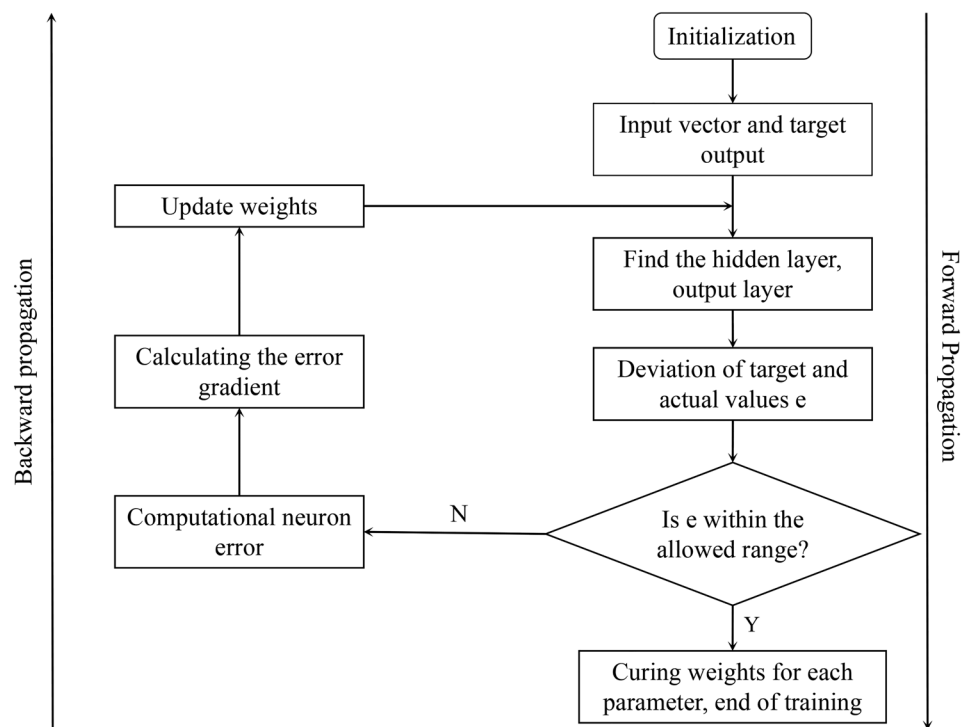 Initialization
Input vector and target
output
Update weights
Find the hidden layer,
output layer
Calculating the error
gradient
Deviation of target and
actual values e
Computational neuron
error
N
Is e within the
allowed range?
Y
Curing weights for each
parameter, end of training
Backward propagation
Forward Propagation